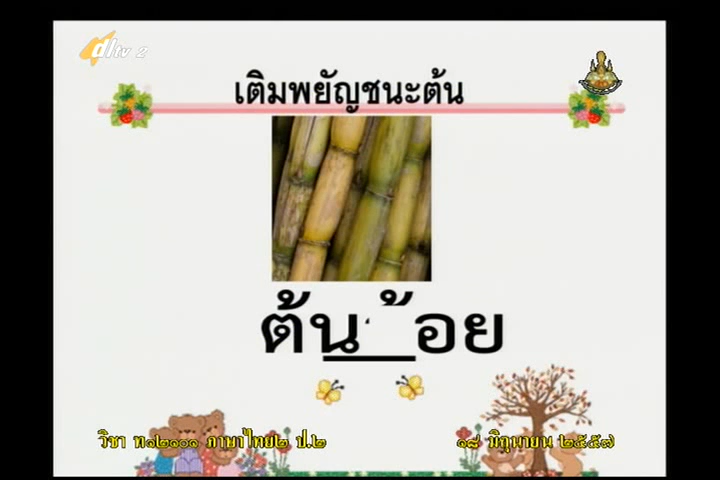 dltv 2
เติมพยัญชนะต้น
ต้น_้อย
วิชา ท๑๒๑๐๑ ภาษาไทย๒ ป.๒
๑๘ มิถุนายน ๒๕๕๗